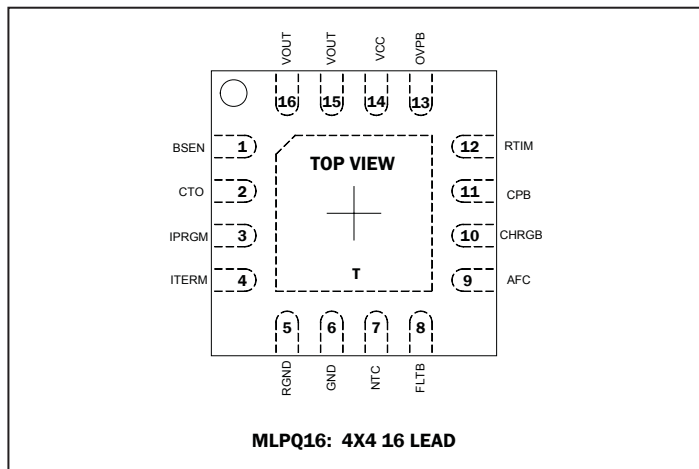 VOUT
VOUT
VCC
OVPB
16
15
14
13
BSEN 1
CTO 2
IPRGM 3
ITERM 4
TOP VIEW
T
12 RTIM
11 CPB
10 CHRGB
9 AFC
5
6
7
8
RGND
GND
NTC
FLTB
MLPQ16: 4X4 16 LEAD